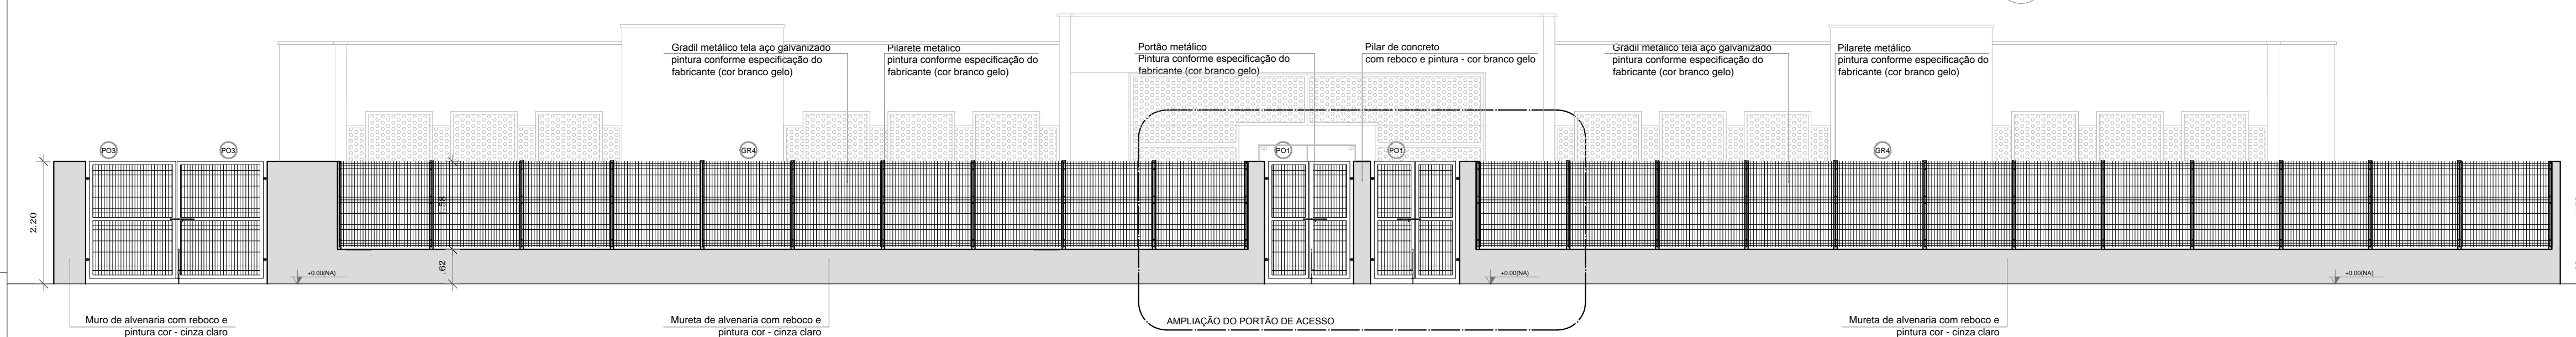 Gradil metálico tela aço galvanizado
pintura conforme especificação do
fabricante (cor branco gelo)
Pilarete metálico
pintura conforme especificação do
fabricante (cor branco gelo)
Portão metálico
Pintura conforme especificação do
fabricante (cor branco gelo)
Pilar de concreto
com reboco e pintura - cor branco gelo
Gradil metálico tela aço galvanizado
pintura conforme especificação do
fabricante (cor branco gelo)
Pilarete metálico
pintura conforme especificação do
fabricante (cor branco gelo)
PO3
PO3
GR4
PO1
PO1
GR4
2.20
1.58
.62
+0.00(NA)
+0.00(NA)
+0.00(NA)
Muro de alvenaria com reboco e
pintura cor - cinza claro
Mureta de alvenaria com reboco e
pintura cor - cinza claro
AMPLIAÇÃO DO PORTÃO DE ACESSO
Mureta de alvenaria com reboco e
pintura cor - cinza claro